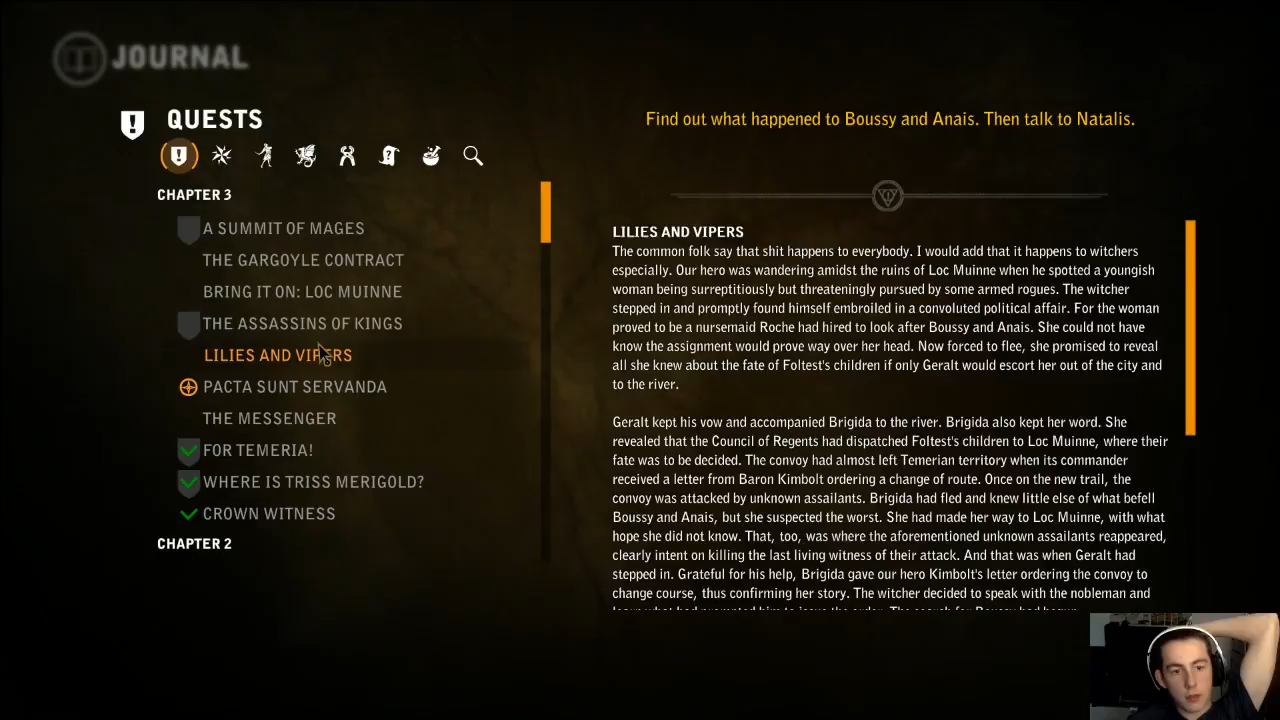 JOURNAL
QUESTS
CHAPTER 3
A SUMMIT OF MAGES
THE GARGOYLE CONTRACT
BRING IT ON: LOC MUINNE
THE ASSASSINS OF KINGS
LILIES AND VIPERS
PACTA SUNT SERVANDA
THE MESSENGER
FOR TEMERIA!
WHERE IS TRISS MERIGOLD?
CROWN WITNESS
CHAPTER 2
Find out what happened to Boussy and Anais. Then talk to Natalis.
LILIES AND VIPERS
The common folk say that shit happens to everybody. I would add that it happens to witchers
especially. Our hero was wandering amidst the ruins of Loc Muinne when he spotted a youngish
woman being surreptitiously but threateningly pursued by some armed rogues. The witcher
stepped in and promptly found himself embroiled in a convoluted political affair. For the woman
proved to be a nursemaid Roche had hired to look after Boussy and Anais. She could not have
know the assignment would prove way over her head. Now forced to flee, she promised to reveal
all she knew about the fate of Foltest's children if only Geralt would escort her out of the city and
to the river.
Geralt kept his vow and accompanied Brigida to the river. Brigida also kept her word. She
revealed that the Council of Regents had dispatched Foltest's children to Loc Muinne, where their
fate was to be decided. The convoy had almost left Temerian territory when its commander
received a letter from Baron Kimbolt ordering a change of route. Once on the new trail, the
convoy was attacked by unknown assailants. Brigida had fled and knew little else of what befell
Boussy and Anais, but she suspected the worst. She had made her way to Loc Muinne, with what
hope she did not know. That, too, was where the aforementioned unknown assailants reappeared,
clearly intent on killing the last living witness of their attack. And that was when Geralt had
stepped in. Grateful for his help, Brigida gave our hero Kimbolt's letter ordering the convoy to
change course, thus confirming her story. The witcher decided to speak with the nobleman and